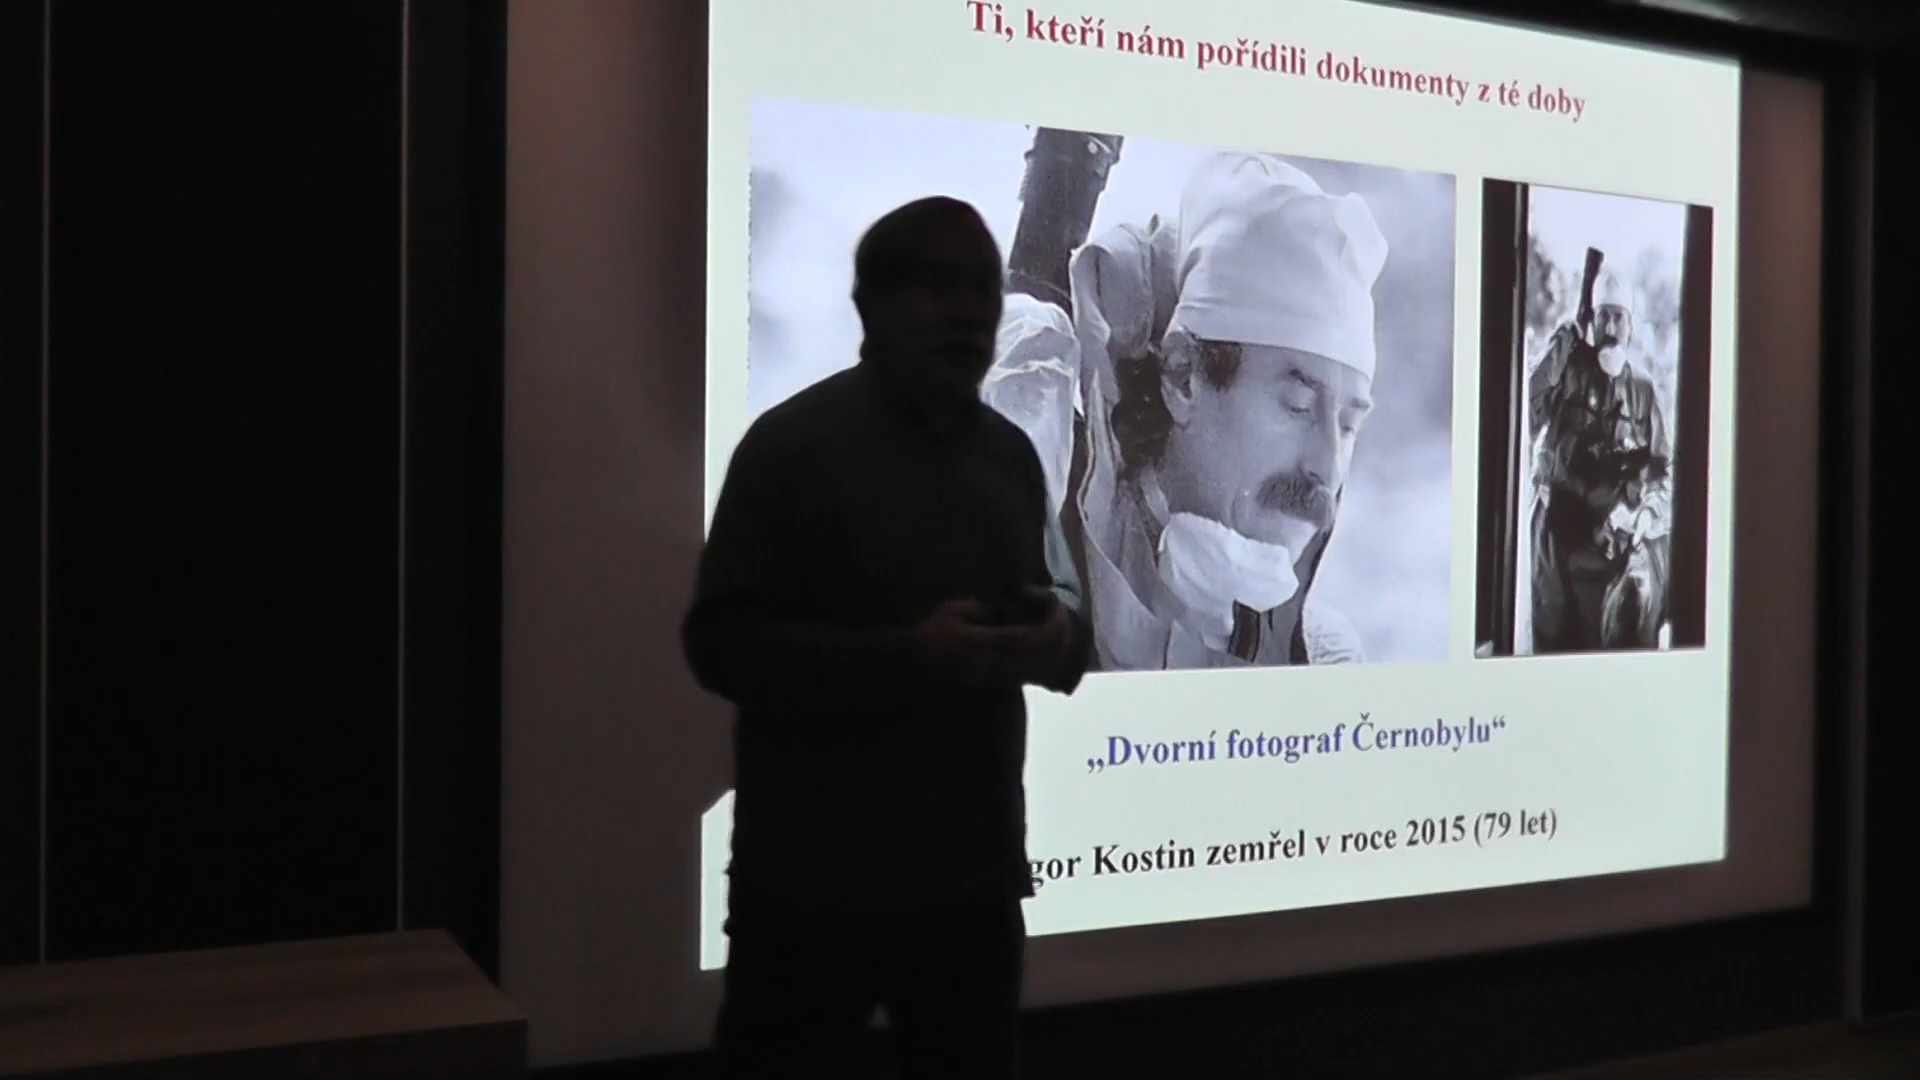 Ti, kteří nám pořídili dokumenty z té doby
„Dvorní fotograf Černobylu“
gor Kostin zemřel v roce 2015 (79 let)